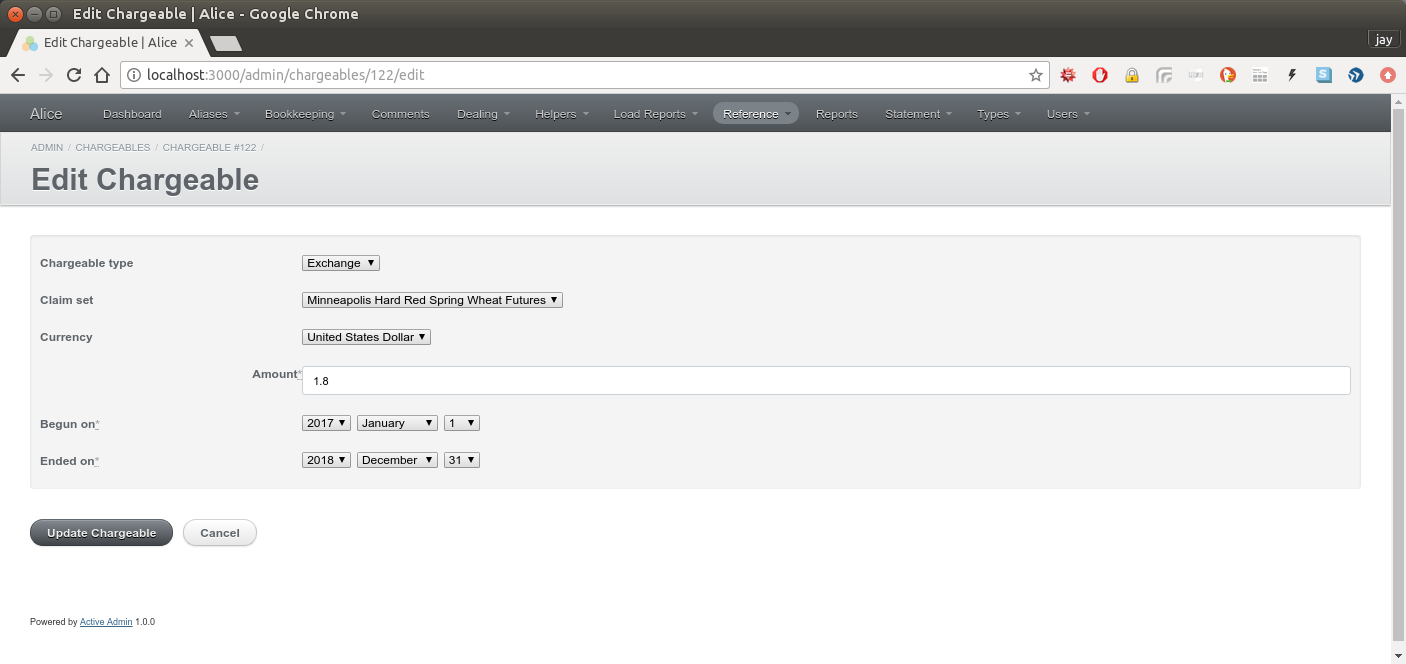 Edit Chargeable | Alice - Google Chrome
Edit Chargeable | Alice
jay
localhost:3000/admin/chargeables/122/edit
Alice Dashboard Aliases Bookkeeping Comments Dealing Helpers Load Reports Reference Reports Statement Types Users
ADMIN / CHARGEABLES / CHARGEABLE #122 /
Edit Chargeable
Chargeable type Exchange
Claim set Minneapolis Hard Red Spring Wheat Futures
Currency United States Dollar
Amount* 1.8
Begun on* 2017 January 1
Ended on* 2018 December 31
Update Chargeable Cancel
Powered by Active Admin 1.0.0